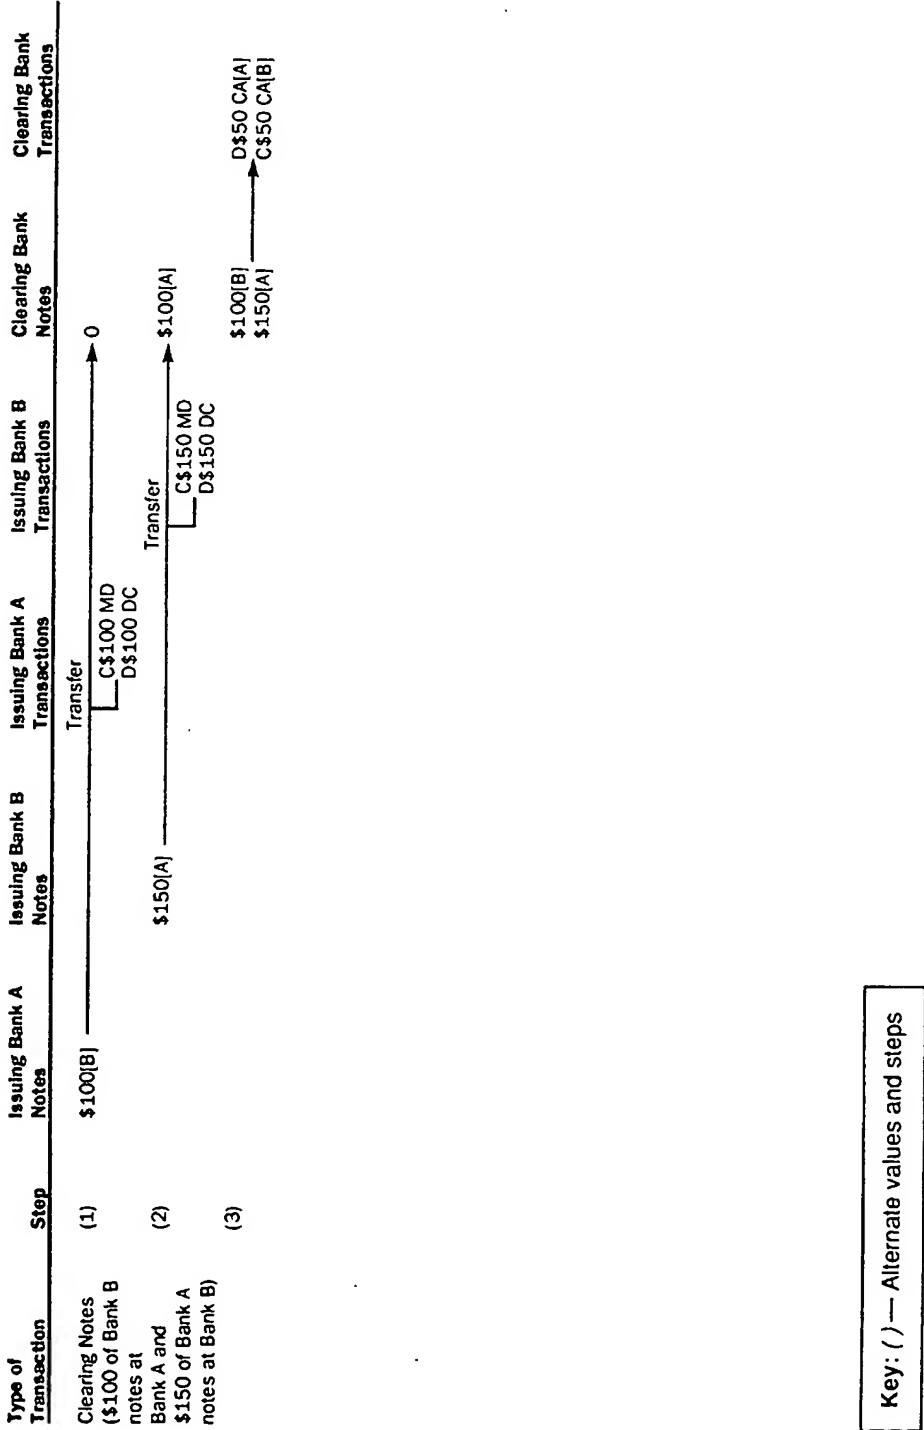 Type of
Transaction
Step
Issuing Bank A
Notes
Issuing Bank B
Notes
Issuing Bank A
Transactions
Issuing Bank B
Transactions
Clearing Bank
Notes
Clearing Bank
Transactions
Clearing Notes
($100 of Bank B
notes at
Bank A and
$150 of Bank A
notes at Bank B)
(1)
$100[B]
Transfer
C$100 MD
D$100 DC
0
(2)
$150[A]
Transfer
C$150 MD
D$150 DC
$100[A]
(3)
$100[B]
$150[A]
D$50 CA[A]
C$50 CA[B]
Key: ( ) — Alternate values and steps